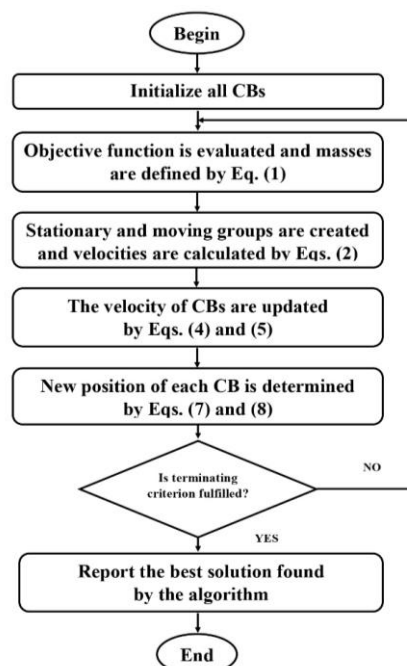 Begin
Initialize all CBs
Objective function is evaluated and masses
are defined by Eq. (1)
Stationary and moving groups are created
and velocities are calculated by Eqs. (2)
The velocity of CBs are updated
by Eqs. (4) and (5)
New position of each CB is determined
by Eqs. (7) and (8)
Is terminating
criterion fulfilled?
NO
YES
Report the best solution found
by the algorithm
End